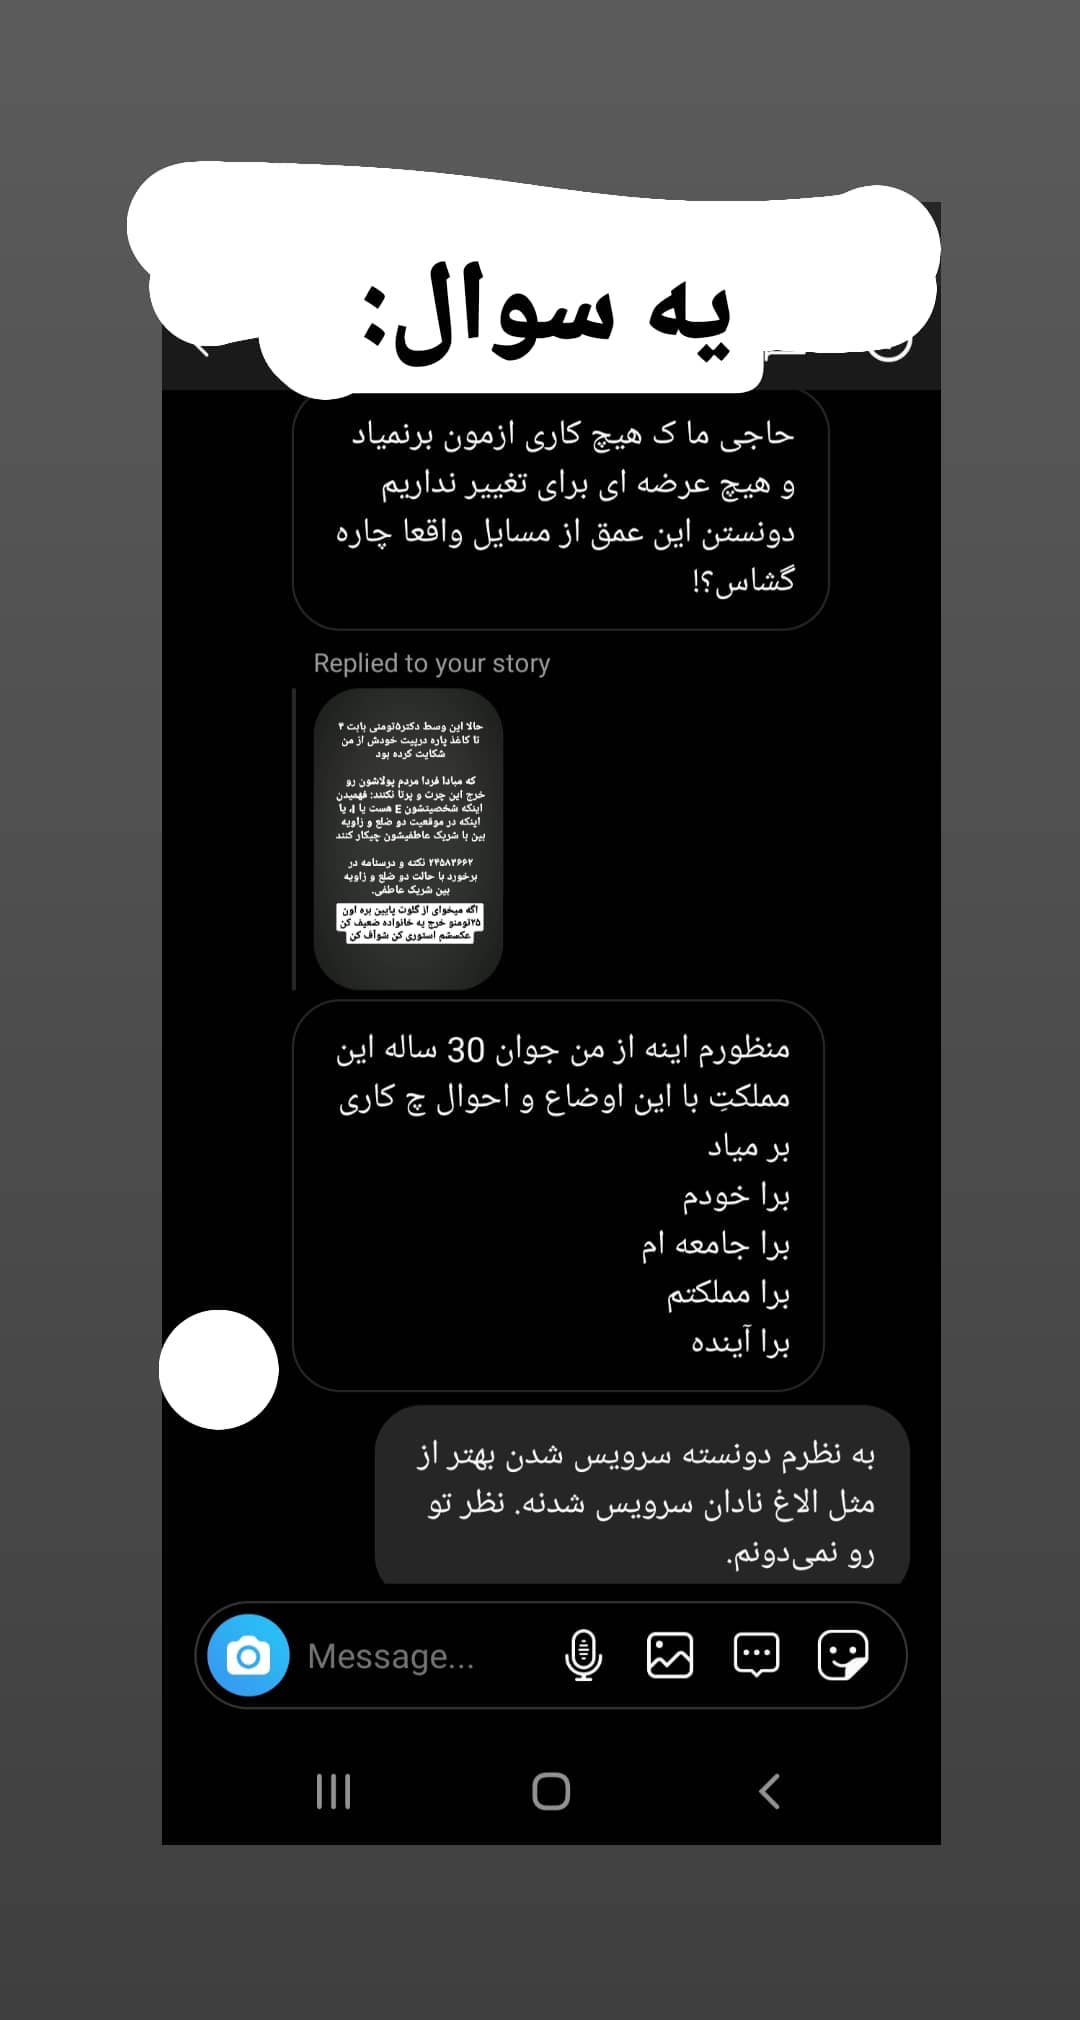 یه سوال:
حاجی ما ک هیچ کاری ازمون برنمیاد
و هیچ عرضه ای برای تغییر نداریم
دونستن این عمق از مسایل واقعا چاره
گشاس؟!
Replied to your story
حالا این وسط دکتر۵تومنی بابت ۴
تا کاغذ پاره درپیت خودش از من
شکایت کرده بود
که مبادا فردا مردم پولاشون رو
خرج این چرت و پرتا نکنند: فهمیدن
اینکه شخصیتشون E هست یا I، یا
اینکه در موقعیت دو ضلع و زاویه
بین با شریک عاطفیشون چیکار کنند
۲۴۵۸۳۶۶۲ نکته و درسنامه در
برخورد با حالت دو ضلع و زاویه
بین شریک عاطفی.
اگه میخوای از گلوت پایین بره اون
۲۵تومنو خرج یه خانواده ضعیف کن
عکسشم استوری کن شوآف کن
منظورم اینه از من جوان 30 ساله این
مملکتِ با این اوضاع و احوال چ کاری
بر میاد
برا خودم
برا جامعه ام
برا مملکتم
برا آینده
به نظرم دونسته سرویس شدن بهتر از
مثل الاغ نادان سرویس شدنه. نظر تو
رو نمی‌دونم.
Message...